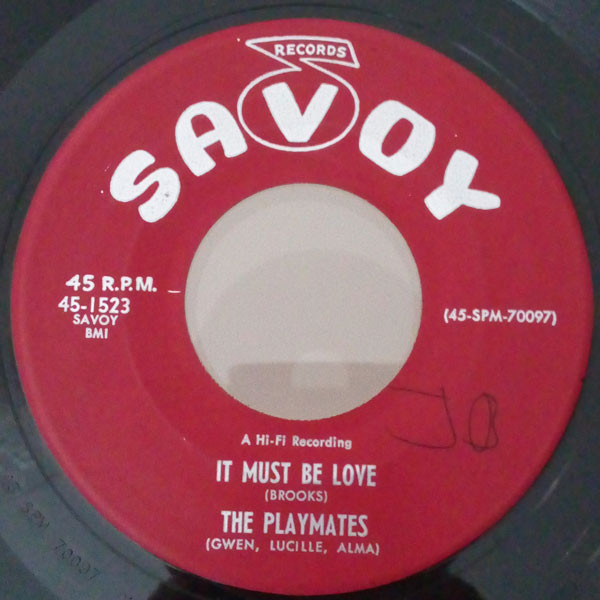 RECORDS
SAVOY
45 R.P.M.
45-1523
SAVOY
BMI
(45-SPM-70097)
JB
A Hi-Fi Recording
IT MUST BE LOVE
(BROOKS)
THE PLAYMATES
(GWEN, LUCILLE, ALMA)